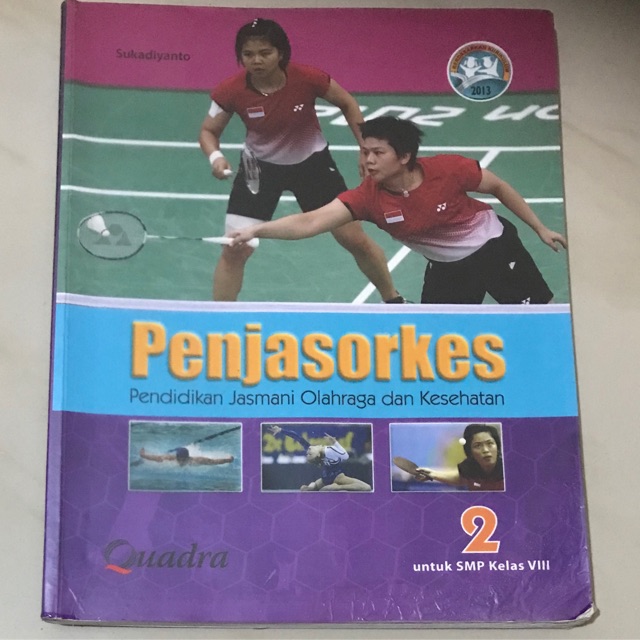 Sukadiyanto
2013
Penjasorkes
Pendidikan Jasmani Olahraga dan Kesehatan
Quadra
2
untuk SMP Kelas VIII